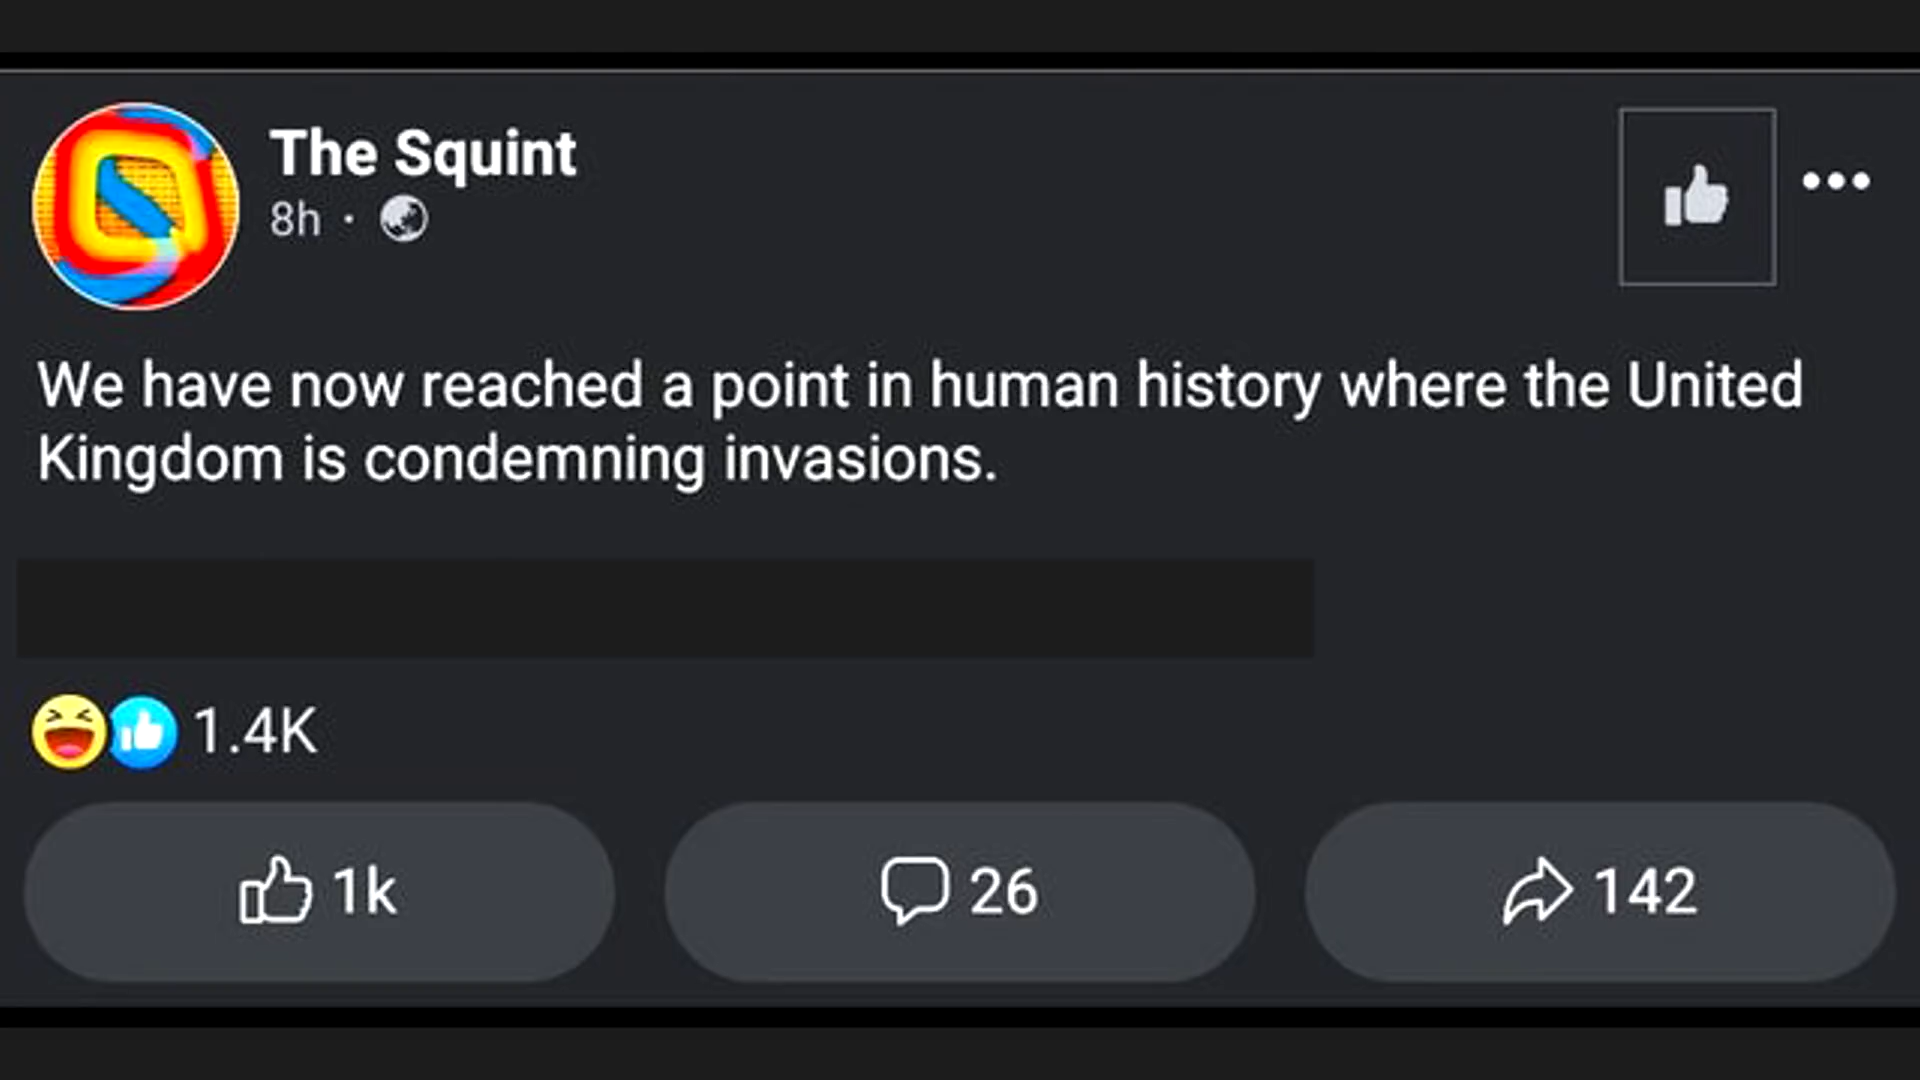 The Squint
8h ·
We have now reached a point in human history where the United
Kingdom is condemning invasions.
1.4K
1k
26
142